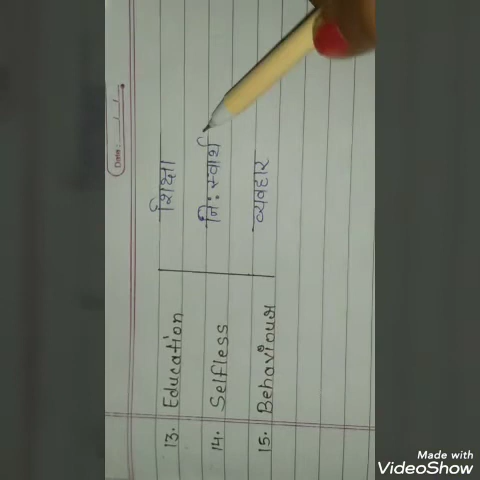 Date:
13. Education शिक्षा
14. Selfless नि:स्वार्थ
15. Behaviour व्यवहार
Made with
VideoShow